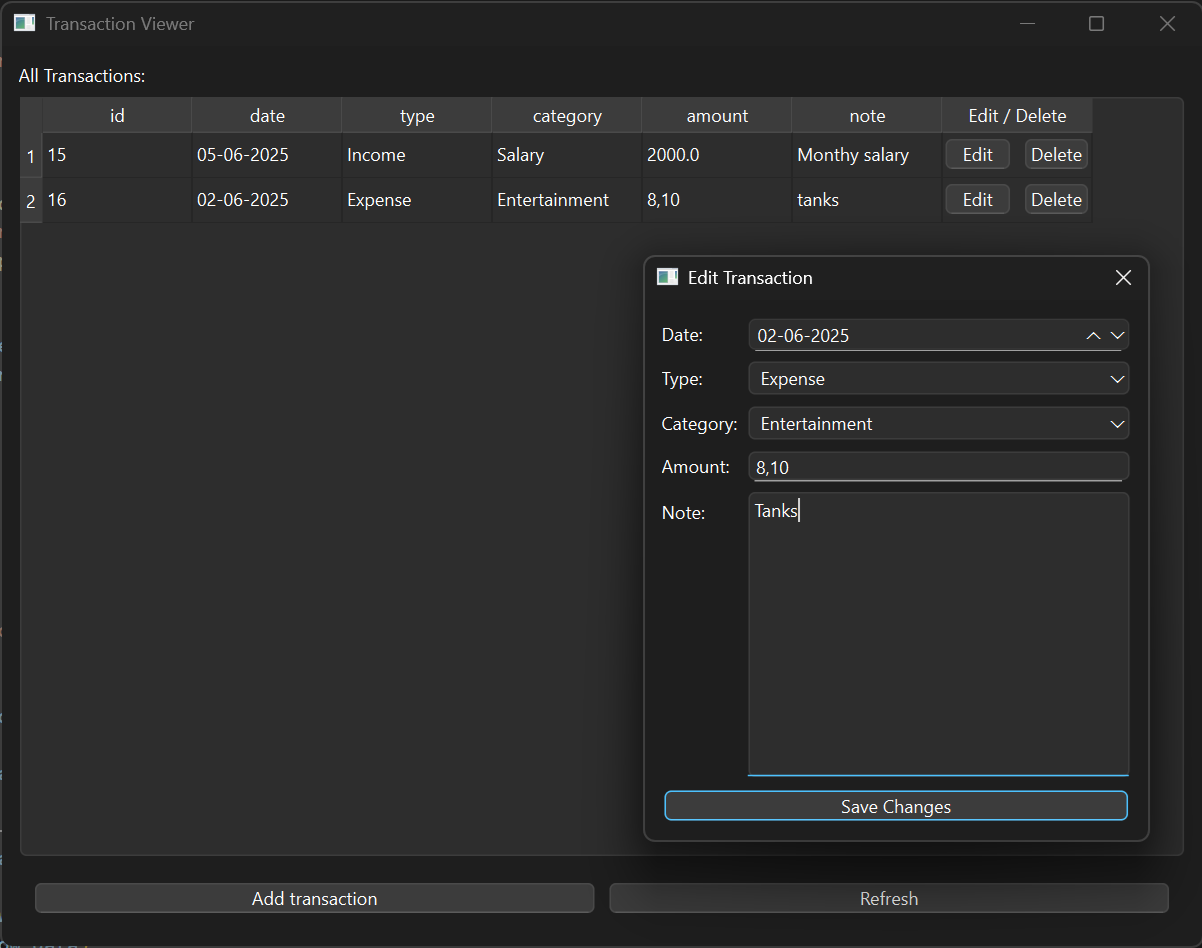 Transaction Viewer
All Transactions:
id date type category amount note Edit / Delete
1 15 05-06-2025 Income Salary 2000.0 Monthy salary Edit Delete
2 16 02-06-2025 Expense Entertainment 8,10 tanks Edit Delete
Edit Transaction
Date: 02-06-2025
Type: Expense
Category: Entertainment
Amount: 8,10
Note: Tanks
Save Changes
Add transaction Refresh